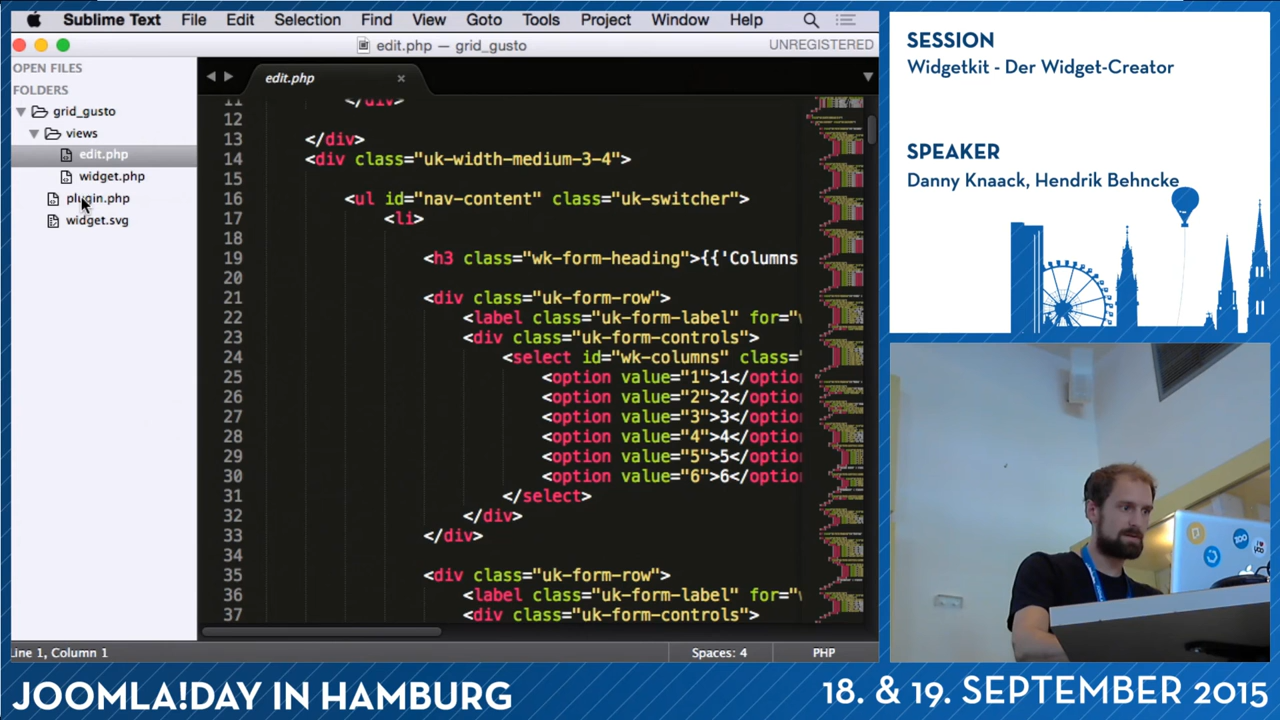 Sublime Text File Edit Selection Find View Goto Tools Project Window Help
edit.php — grid_gusto
UNREGISTERED
OPEN FILES
FOLDERS
grid_gusto
views
edit.php
widget.php
plugin.php
widget.svg
edit.php
11 </div>
12
13 </div>
14 <div class="uk-width-medium-3-4">
15
16 <ul id="nav-content" class="uk-switcher">
17 <li>
18
19 <h3 class="wk-form-heading">{{'Columns
20
21 <div class="uk-form-row">
22 <label class="uk-form-label" for="
23 <div class="uk-form-controls">
24 <select id="wk-columns" class=
25 <option value="1">1</optio
26 <option value="2">2</optio
27 <option value="3">3</optio
28 <option value="4">4</optio
29 <option value="5">5</optio
30 <option value="6">6</optio
31 </select>
32 </div>
33 </div>
34
35 <div class="uk-form-row">
36 <label class="uk-form-label" for="
37 <div class="uk-form-controls">
Line 1, Column 1
Spaces: 4
PHP
SESSION
Widgetkit - Der Widget-Creator
SPEAKER
Danny Knaack, Hendrik Behncke
ZOO
JOOMLA!DAY IN HAMBURG
18. & 19. SEPTEMBER 2015